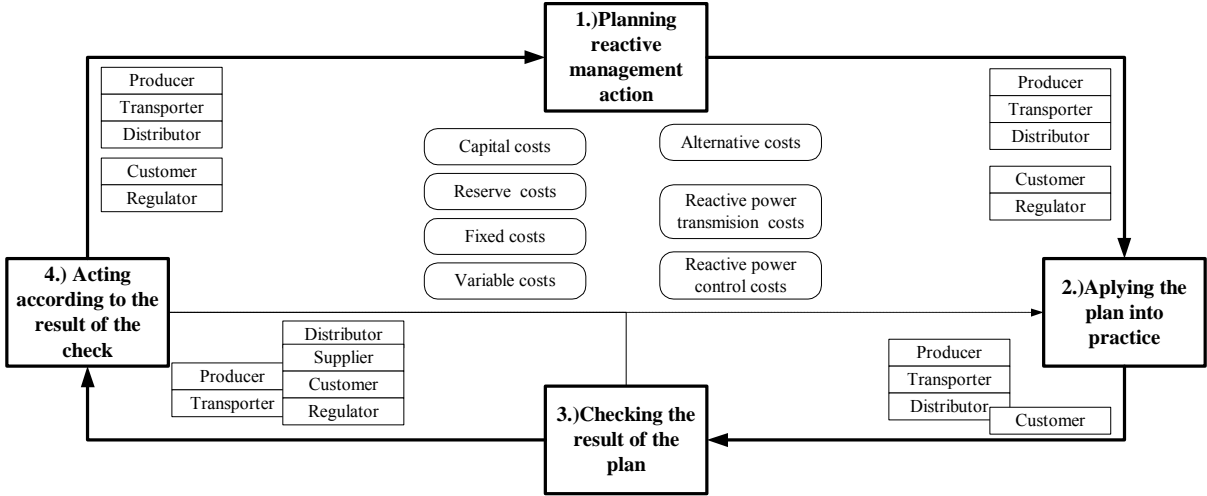 1.)Planning
reactive
management
action
Producer
Transporter
Distributor
Customer
Regulator
Producer
Transporter
Distributor
Customer
Regulator
Capital costs
Reserve costs
Fixed costs
Variable costs
Alternative costs
Reactive power
transmision costs
Reactive power
control costs
4.) Acting
according to the
result of the
check
2.)Aplying the
plan into
practice
Distributor
Supplier
Customer
Regulator
Producer
Transporter
Producer
Transporter
Distributor
Customer
3.)Checking the
result of the
plan